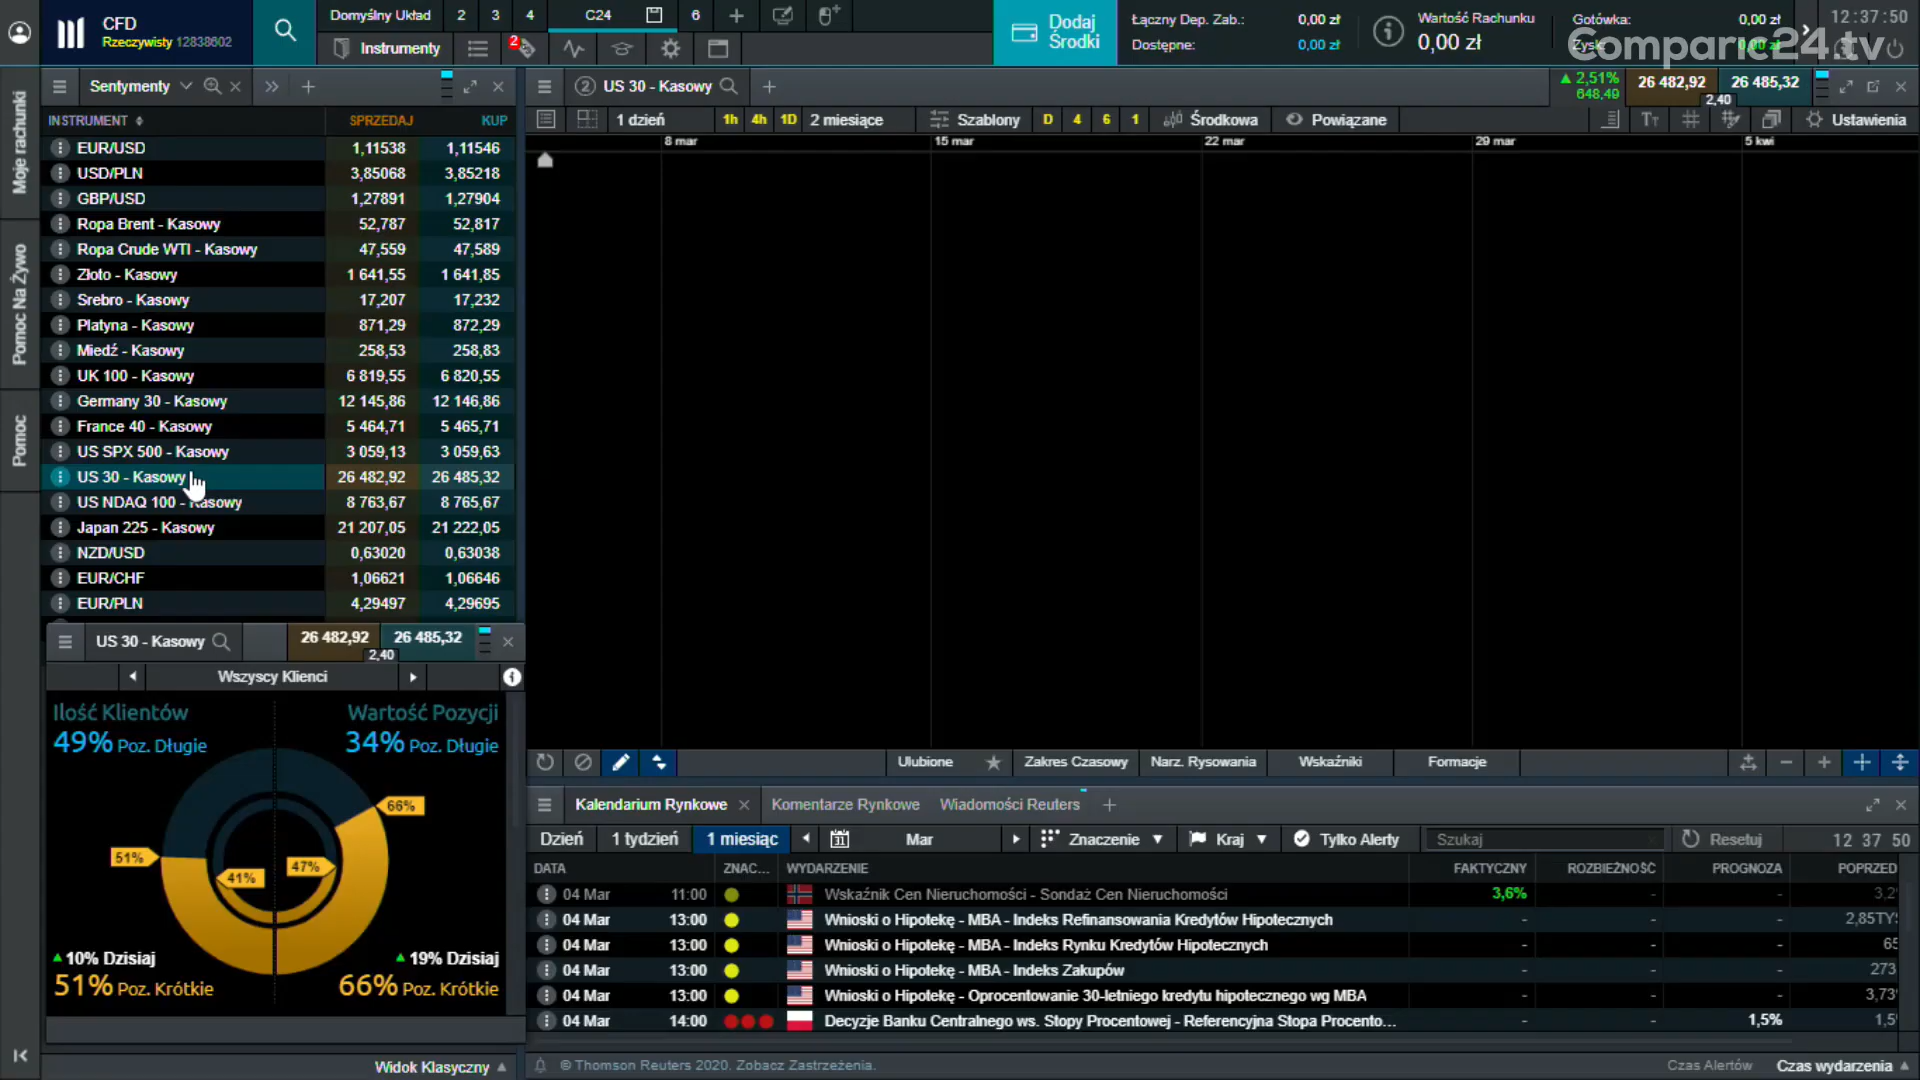 CFD
Rzeczywisty 12838602
Domyślny Układ 2 3 4 C24 6
Instrumenty 2
Dodaj Środki
Łączny Dep. Zab.: 0,00 zł
Dostępne: 0,00 zł
Wartość Rachunku
0,00 zł
Gotówka: 0,00 zł
Zysk: 0,00 zł
12:37:50
Comparic24.tv
Moje rachunki
Pomoc Na Żywo
Pomoc
Sentymenty
INSTRUMENT SPRZEDAJ KUP
EUR/USD 1,11538 1,11546
USD/PLN 3,85068 3,85218
GBP/USD 1,27891 1,27904
Ropa Brent - Kasowy 52,787 52,817
Ropa Crude WTI - Kasowy 47,559 47,589
Złoto - Kasowy 1 641,55 1 641,85
Srebro - Kasowy 17,207 17,232
Platyna - Kasowy 871,29 872,29
Miedź - Kasowy 258,53 258,83
UK 100 - Kasowy 6 819,55 6 820,55
Germany 30 - Kasowy 12 145,86 12 146,86
France 40 - Kasowy 5 464,71 5 465,71
US SPX 500 - Kasowy 3 059,13 3 059,63
US 30 - Kasowy 26 482,92 26 485,32
US NDAQ 100 - Kasowy 8 763,67 8 765,67
Japan 225 - Kasowy 21 207,05 21 222,05
NZD/USD 0,63020 0,63038
EUR/CHF 1,06621 1,06646
EUR/PLN 4,29497 4,29695
US 30 - Kasowy 26 482,92 26 485,32
2,40
Wszyscy Klienci
Ilość Klientów Wartość Pozycji
49% Poz. Długie 34% Poz. Długie
66%
51%
47%
41%
10% Dzisiaj 19% Dzisiaj
51% Poz. Krótkie 66% Poz. Krótkie
Widok Klasyczny
2 US 30 - Kasowy
2,51%
648,49
26 482,92 26 485,32
2,40
1 dzień 1h 4h 1D 2 miesiące Szablony D 4 6 1 Środkowa Powiązane Ustawienia
8 mar 15 mar 22 mar 29 mar 5 kwi
Ulubione Zakres Czasowy Narz. Rysowania Wskaźniki Formacje
Kalendarium Rynkowe Komentarze Rynkowe Wiadomości Reuters
Dzień 1 tydzień 1 miesiąc Mar Znaczenie Kraj Tylko Alerty Szukaj Resetuj 12 37 50
DATA ZNAC... WYDARZENIE FAKTYCZNY ROZBIEŻNOŚĆ PROGNOZA POPRZED
04 Mar 11:00 Wskaźnik Cen Nieruchomości - Sondaż Cen Nieruchomości 3,6% - - 3,2
04 Mar 13:00 Wnioski o Hipotekę - MBA - Indeks Refinansowania Kredytów Hipotecznych - - - 2,85TYS
04 Mar 13:00 Wnioski o Hipotekę - MBA - Indeks Rynku Kredytów Hipotecznych - - - 65
04 Mar 13:00 Wnioski o Hipotekę - MBA - Indeks Zakupów - - - 273
04 Mar 13:00 Wnioski o Hipotekę - Oprocentowanie 30-letniego kredytu hipotecznego wg MBA - - - 3,73
04 Mar 14:00 Decyzje Banku Centralnego ws. Stopy Procentowej - Referencyjna Stopa Procento... - - 1,5% 1,5
© Thomson Reuters 2020. Zobacz Zastrzeżenia. Czas Alertów Czas wydarzenia